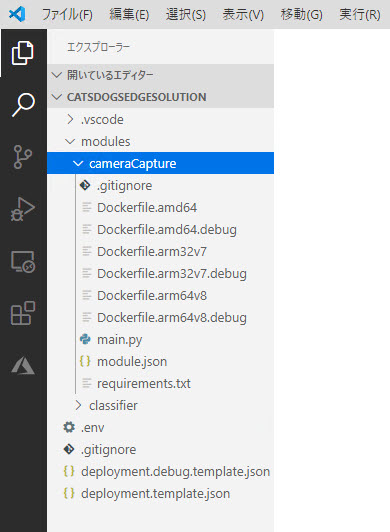 ファイル(F) 編集(E) 選択(S) 表示(V) 移動(G) 実行(R)
エクスプローラー
開いているエディター
CATSDOGSEDGESOLUTION
.vscode
modules
cameraCapture
.gitignore
Dockerfile.amd64
Dockerfile.amd64.debug
Dockerfile.arm32v7
Dockerfile.arm32v7.debug
Dockerfile.arm64v8
Dockerfile.arm64v8.debug
main.py
{} module.json
requirements.txt
classifier
.env
.gitignore
{} deployment.debug.template.json
{} deployment.template.json